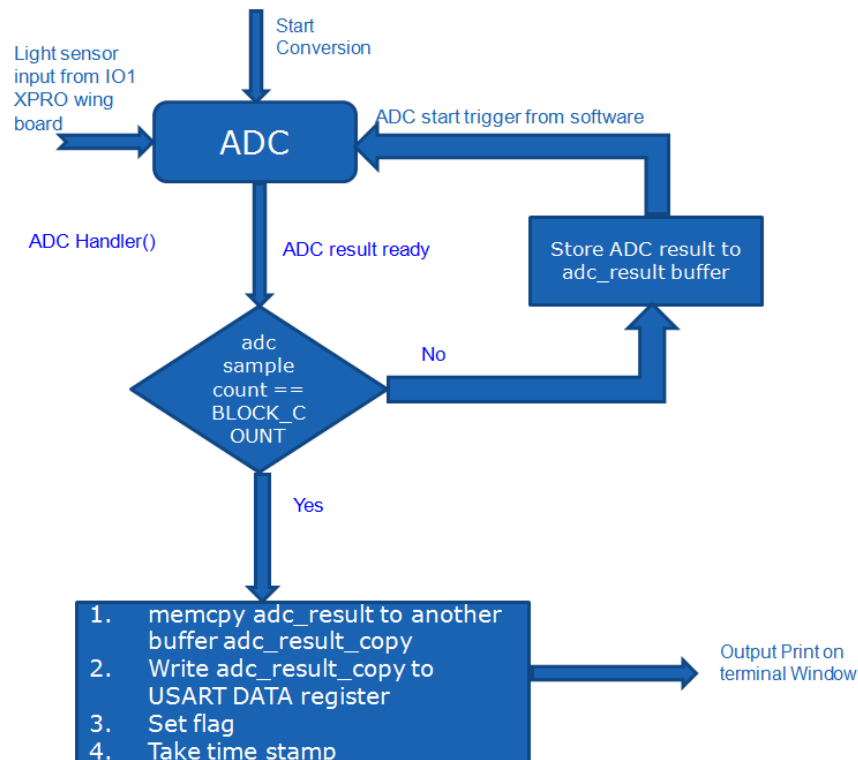 Start
Conversion
Light sensor
input from IO1
XPRO wing
board
ADC start trigger from software
ADC
ADC Handler()
ADC result ready
Store ADC result to
adc_result buffer
adc
sample
count ==
BLOCK_C
OUNT
No
Yes
1. memcpy adc_result to another
buffer adc_result_copy
2. Write adc_result_copy to
USART DATA register
3. Set flag
4. Take time stamp
Output Print on
terminal Window